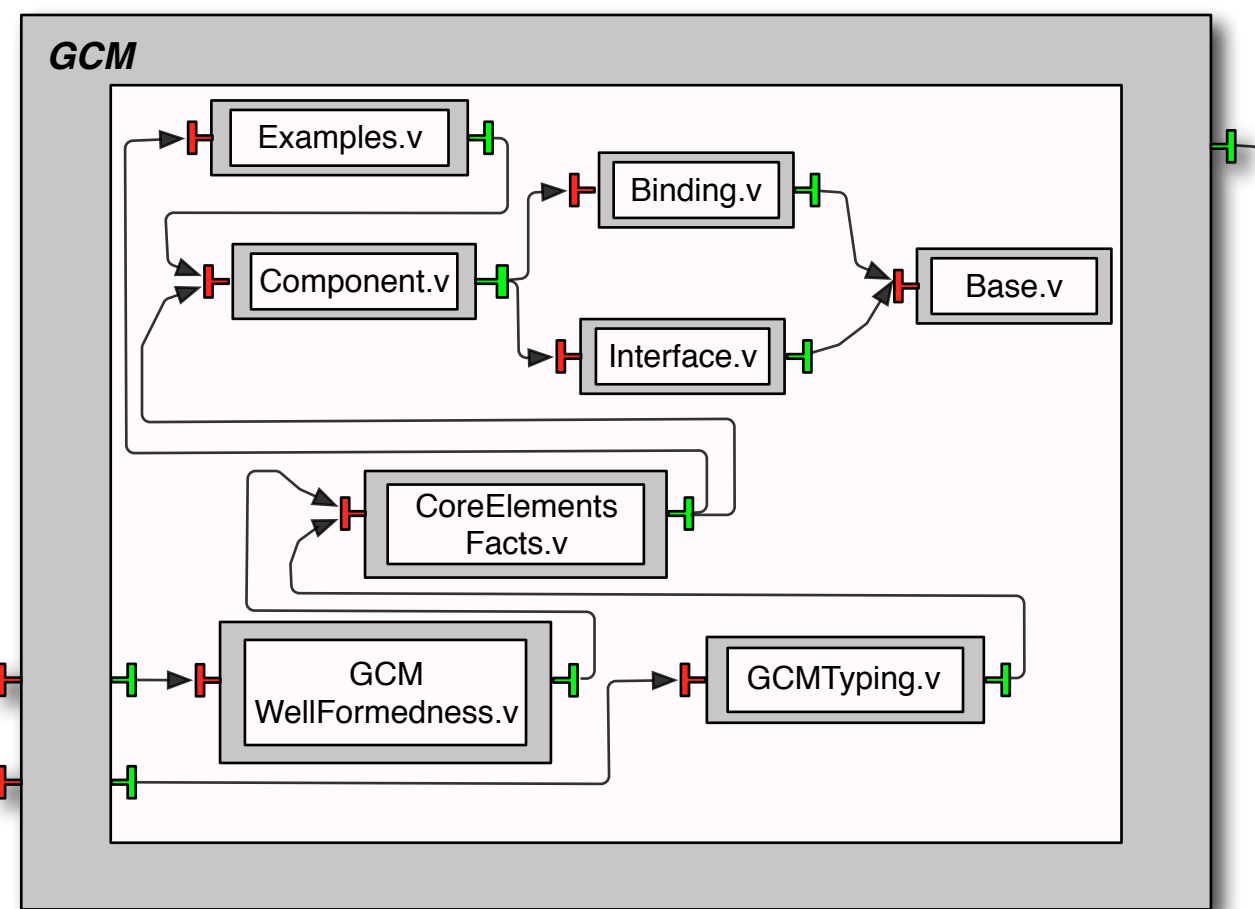 GCM
Examples.v
Binding.v
Component.v
Base.v
Interface.v
CoreElements
Facts.v
GCM
WellFormedness.v
GCMTyping.v